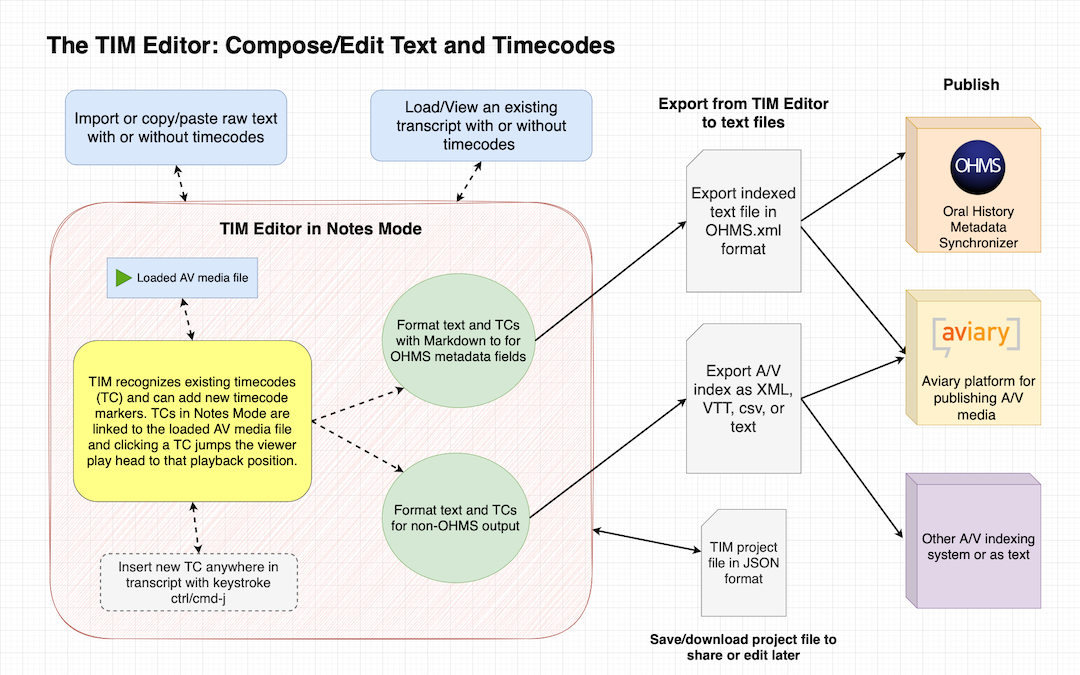 The TIM Editor: Compose/Edit Text and Timecodes
Import or copy/paste raw text
with or without timecodes
Load/View an existing
transcript with or without
timecodes
TIM Editor in Notes Mode
Loaded AV media file
TIM recognizes existing timecodes
(TC) and can add new timecode
markers. TCs in Notes Mode are
linked to the loaded AV media file
and clicking a TC jumps the viewer
play head to that playback position.
Insert new TC anywhere in
transcript with keystroke
ctrl/cmd-j
Format text and TCs
with Markdown to for
OHMS metadata fields
Format text and TCs
for non-OHMS output
Export from TIM Editor
to text files
Export indexed
text file in
OHMS.xml
format
Export A/V
index as XML,
VTT, csv, or
text
TIM project
file in JSON
format
Save/download project file to
share or edit later
Publish
OHMS
Oral History
Metadata
Synchronizer
aviary
Aviary platform for
publishing A/V
media
Other A/V indexing
system or as text